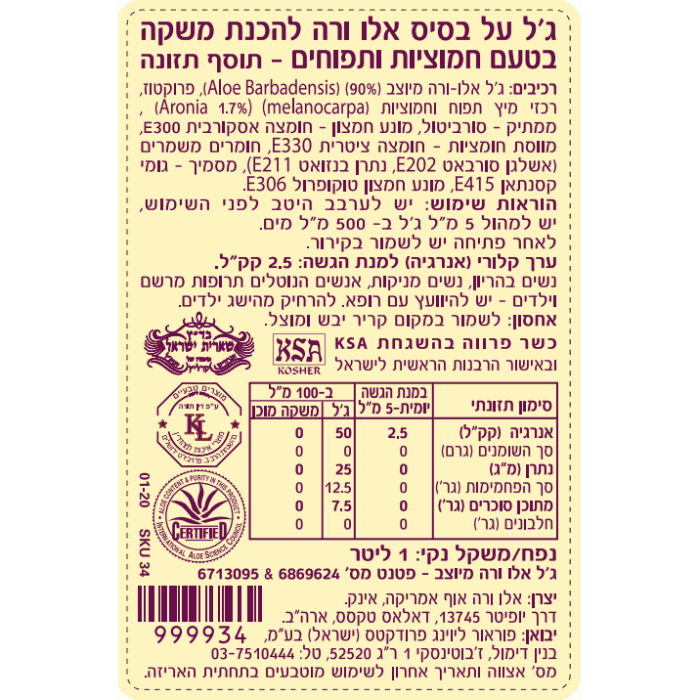 ג'ל על בסיס אלו ורה להכנת משקה
בטעם חמוציות ותפוחים - תוסף תזונה
רכיבים: ג'ל אלו-ורה מיוצב (90%) (Aloe Barbadensis), פרוקטוז,
רכזי מיץ תפוח וחמוציות (Aronia 1.7%) (melanocarpa) ,
ממתיק - סורביטול, מונע חמצון - חומצה אסקורבית E300,
מווסת חומציות - חומצה ציטרית E330, חומרים משמרים
(אשלגן סורבאט E202, נתרן בנזואט E211), מסמיך - גומי
קסנתאן E415, מונע חמצון טוקופרול E306.
הוראות שימוש: יש לערבב היטב לפני השימוש,
יש למהול 5 מ"ל ג'ל ב- 500 מ"ל מים.
לאחר פתיחה יש לשמור בקירור.
ערך קלורי (אנרגיה) למנת הגשה: 2.5 קק"ל.
נשים בהריון, נשים מניקות, אנשים הנוטלים תרופות מרשם
וילדים - יש להיוועץ עם רופא. להרחיק מהישג ילדים.
אחסון: לשמור במקום קריר יבש ומוצל.
כשר פרווה בהשגחת KSA
ובאישור הרבנות הראשית לישראל
KSA
KOSHER
בד"ץ
שארית ישראל
סימון תזונתי במנת הגשה יומית-5 מ"ל ב-100 מ"ל ג'ל משקה מוכן
אנרגיה (קק"ל) 2.5 50 0
סך השומנים (גרם) 0 0 0
נתרן (מ"ג) 0 25 0
סך הפחמימות (גר') 0 12.5 0
מתוכן סוכרים (גר') 0 7.5 0
חלבונים (גר') 0 0 0
מוצרים טבעיים
ע"פ דין תורה
KL
ALOE CONTENT & PURITY IN THIS PRODUCT
CERTIFIED
INTERNATIONAL ALOE SCIENCE COUNCIL
01-20 SKU 34
נפח/משקל נקי: 1 ליטר
ג'ל אלו ורה מיוצב - פטנט מס' 6869624 & 6713095
יצרן: אלו ורה אוף אמריקה, אינק.
דרך יופיטר 13745, דאלאס טקסס, ארה"ב.
יבואן: פוראור ליוינג פרודקטס (ישראל) בע"מ,
בנין דימול, ז'בוטינסקי 1 ר"ג 52520, טל: 03-7510444
מס' אצווה ותאריך אחרון לשימוש מוטבעים בתחתית האריזה.
999934